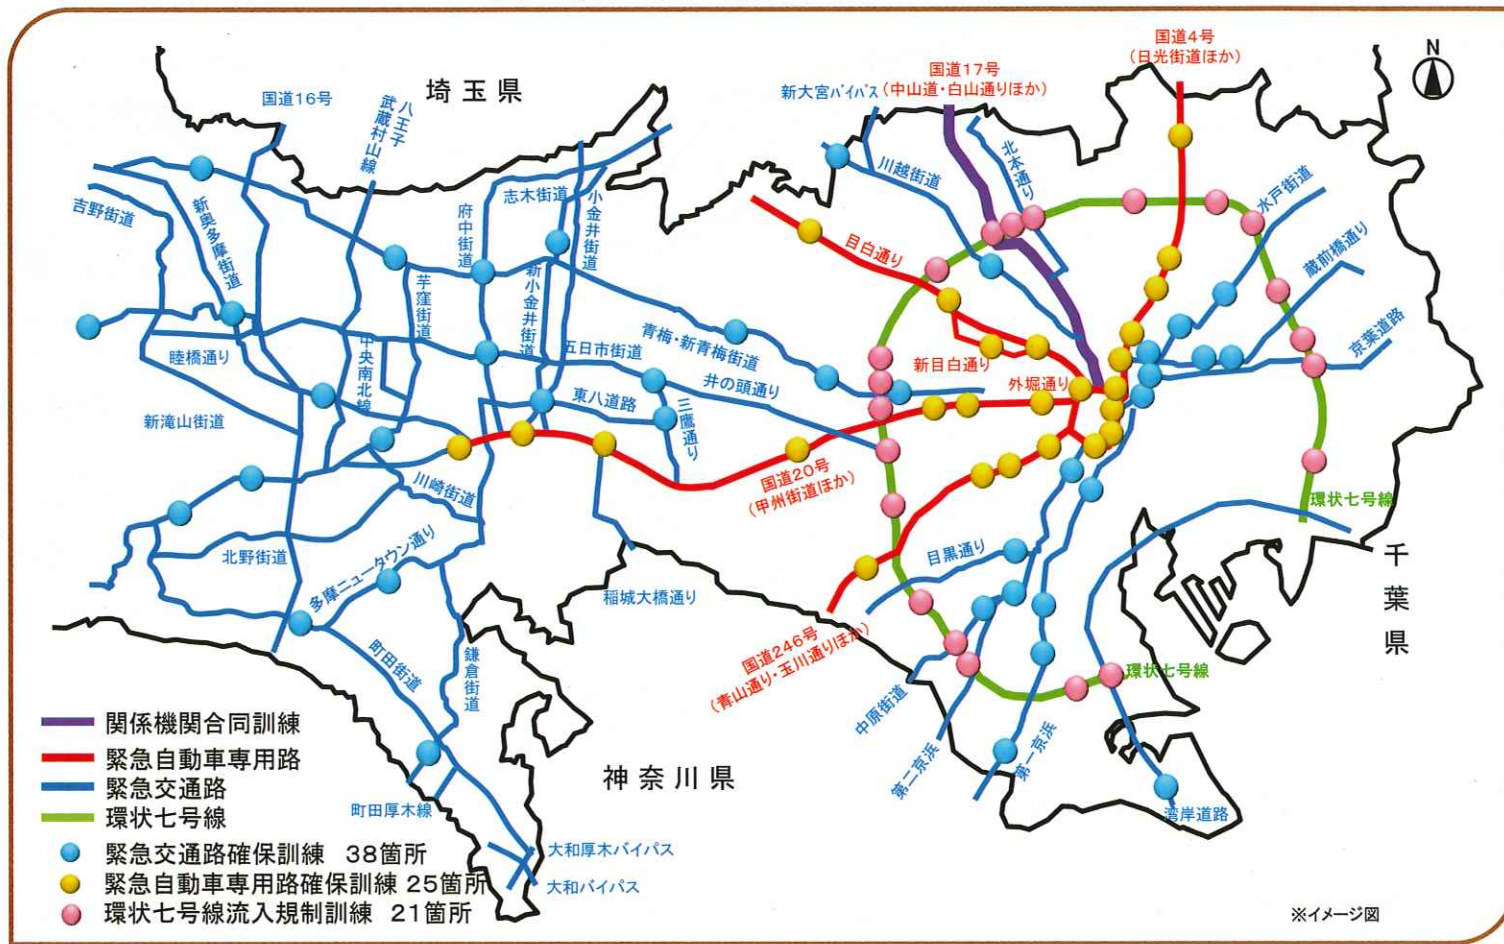 国道4号
(日光街道ほか)
N
国道17号
(中山道・白山通りほか)
新大宮バイパス
埼玉県
国道16号
八王子
武蔵村山線
北本通り
川越街道
水戸街道
志木街道
小金井街道
府中街道
吉野街道
新奥多摩街道
目白通り
蔵前橋通り
芋窪街道
新小金井街道
青梅・新青梅街道
五日市街道
京葉道路
睦橋通り
中央南北線
新目白通り
井の頭通り
外堀通り
東八道路
三鷹通り
新滝山街道
川崎街道
国道20号
(甲州街道ほか)
環状七号線
北野街道
多摩ニュータウン通り
目黒通り
稲城大橋通り
千葉県
国道246号
(青山通り・玉川通りほか)
町田街道
鎌倉街道
環状七号線
中原街道
第二京浜
第一京浜
神奈川県
湾岸道路
町田厚木線
大和厚木バイパス
大和バイパス
関係機関合同訓練
緊急自動車専用路
緊急交通路
環状七号線
緊急交通路確保訓練 38箇所
緊急自動車専用路確保訓練 25箇所
環状七号線流入規制訓練 21箇所
※イメージ図